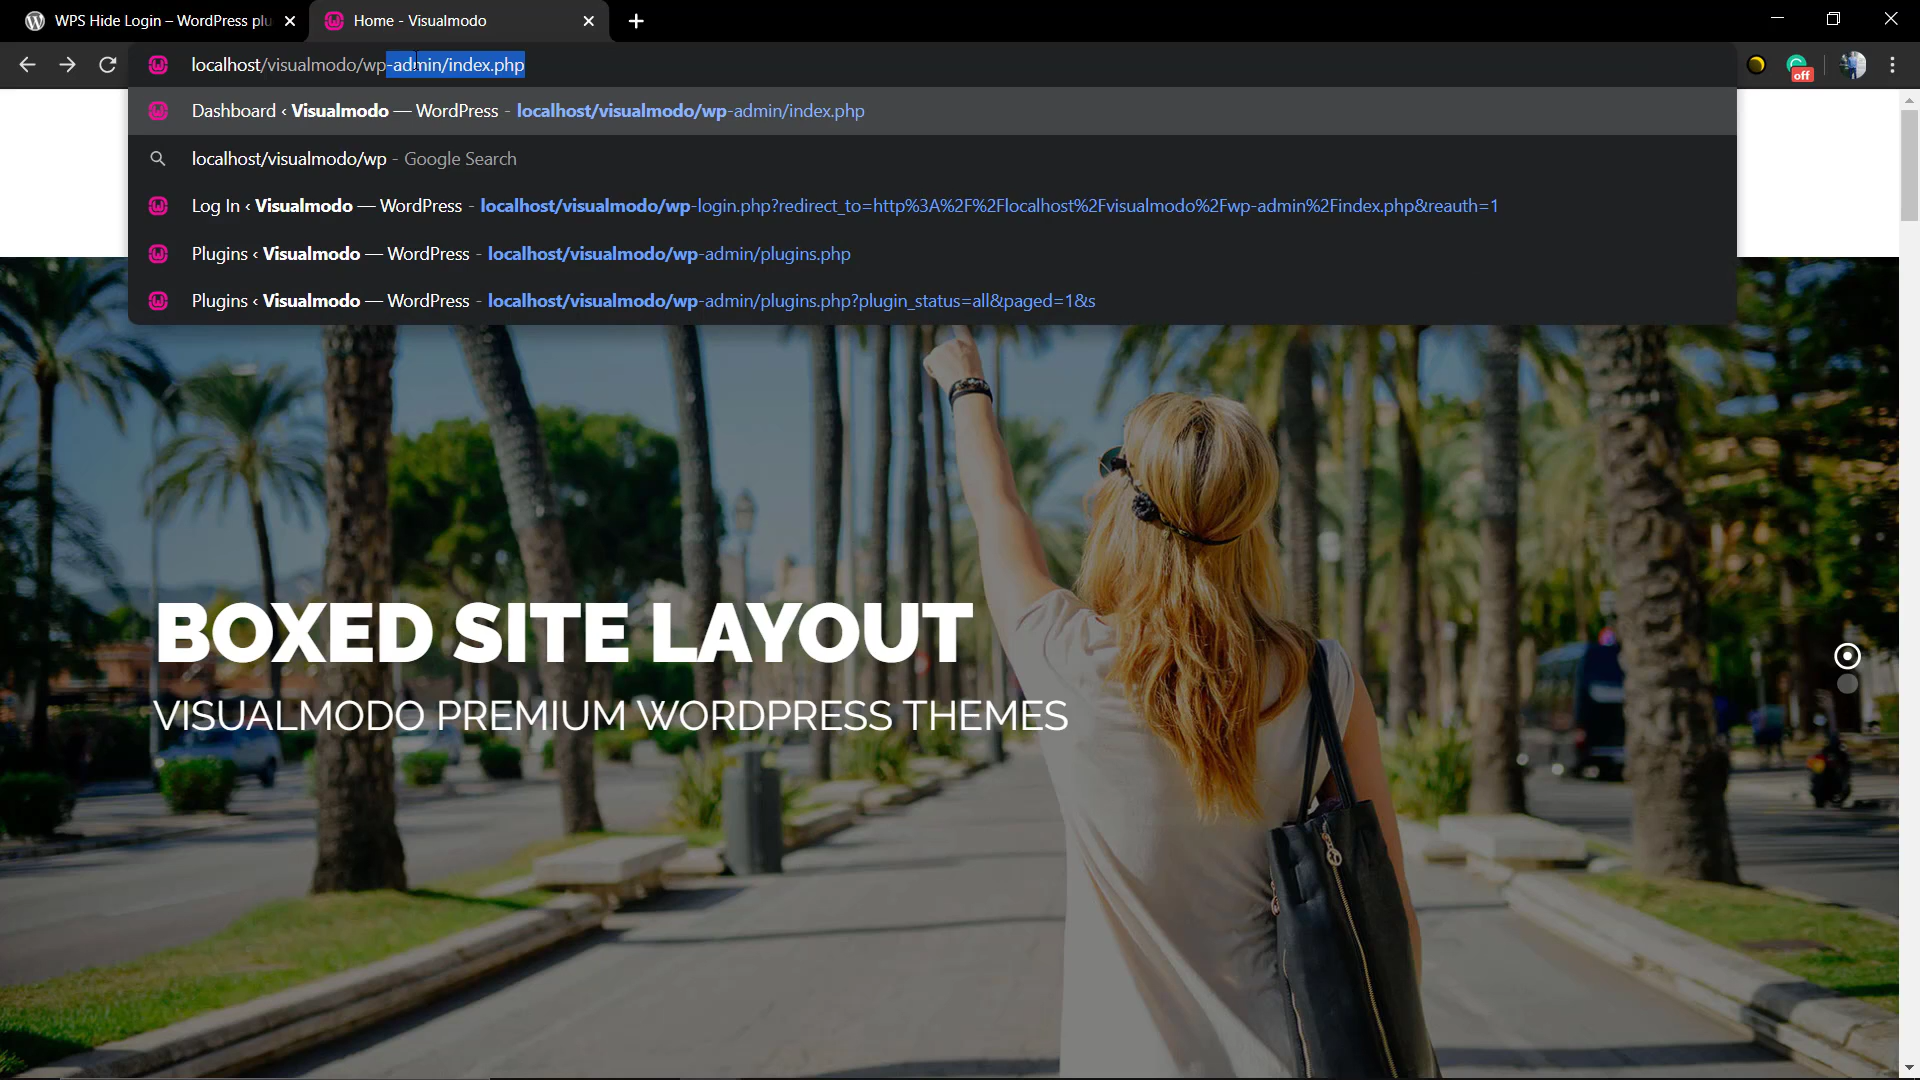 WPS Hide Login – WordPress plu
Home - Visualmodo
localhost/visualmodo/wp-admin/index.php
off
Dashboard ‹ Visualmodo — WordPress - localhost/visualmodo/wp-admin/index.php
localhost/visualmodo/wp - Google Search
Log In ‹ Visualmodo — WordPress - localhost/visualmodo/wp-login.php?redirect_to=http%3A%2F%2Flocalhost%2Fvisualmodo%2Fwp-admin%2Findex.php&reauth=1
Plugins ‹ Visualmodo — WordPress - localhost/visualmodo/wp-admin/plugins.php
Plugins ‹ Visualmodo — WordPress - localhost/visualmodo/wp-admin/plugins.php?plugin_status=all&paged=1&s
BOXED SITE LAYOUT
VISUALMODO PREMIUM WORDPRESS THEMES